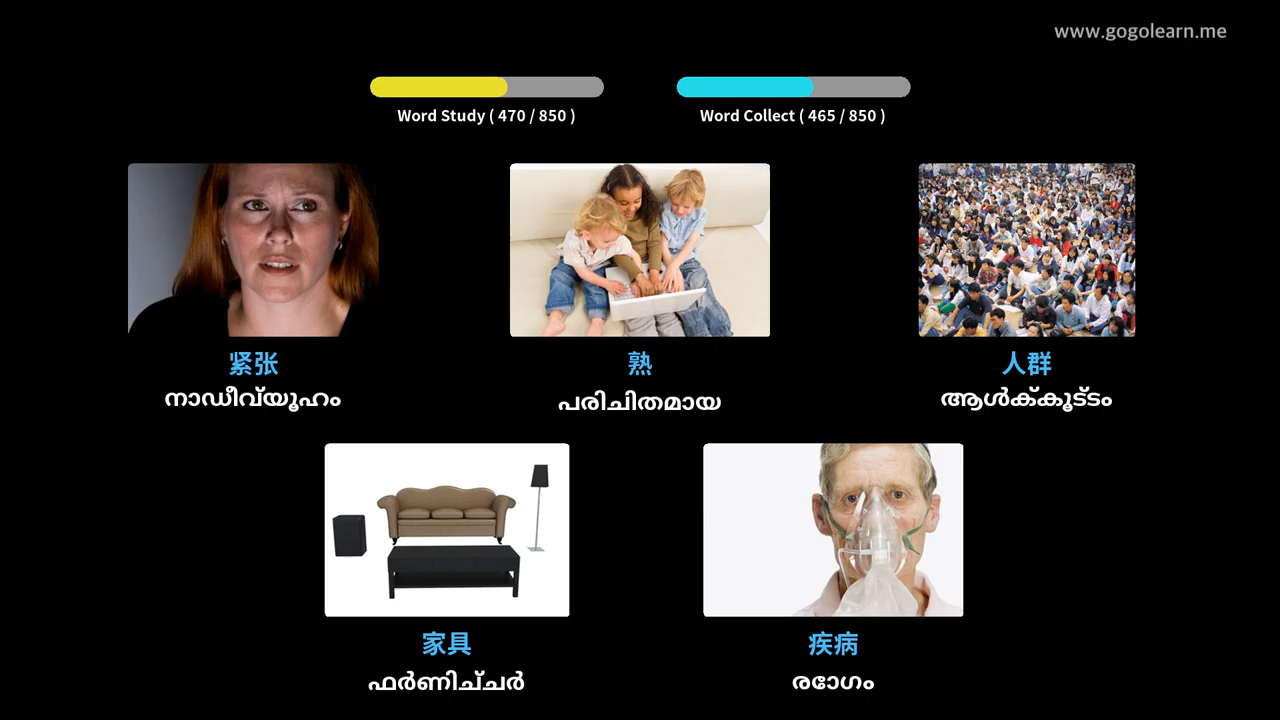 www.gogolearn.me
Word Study ( 470 / 850 )
Word Collect ( 465 / 850 )
紧张
熟
人群
നാഡീവ്യൂഹം
പരിചിതമായ
ആൾക്കൂട്ടം
家具
疾病
ഫർണിച്ചർ
രോഗം